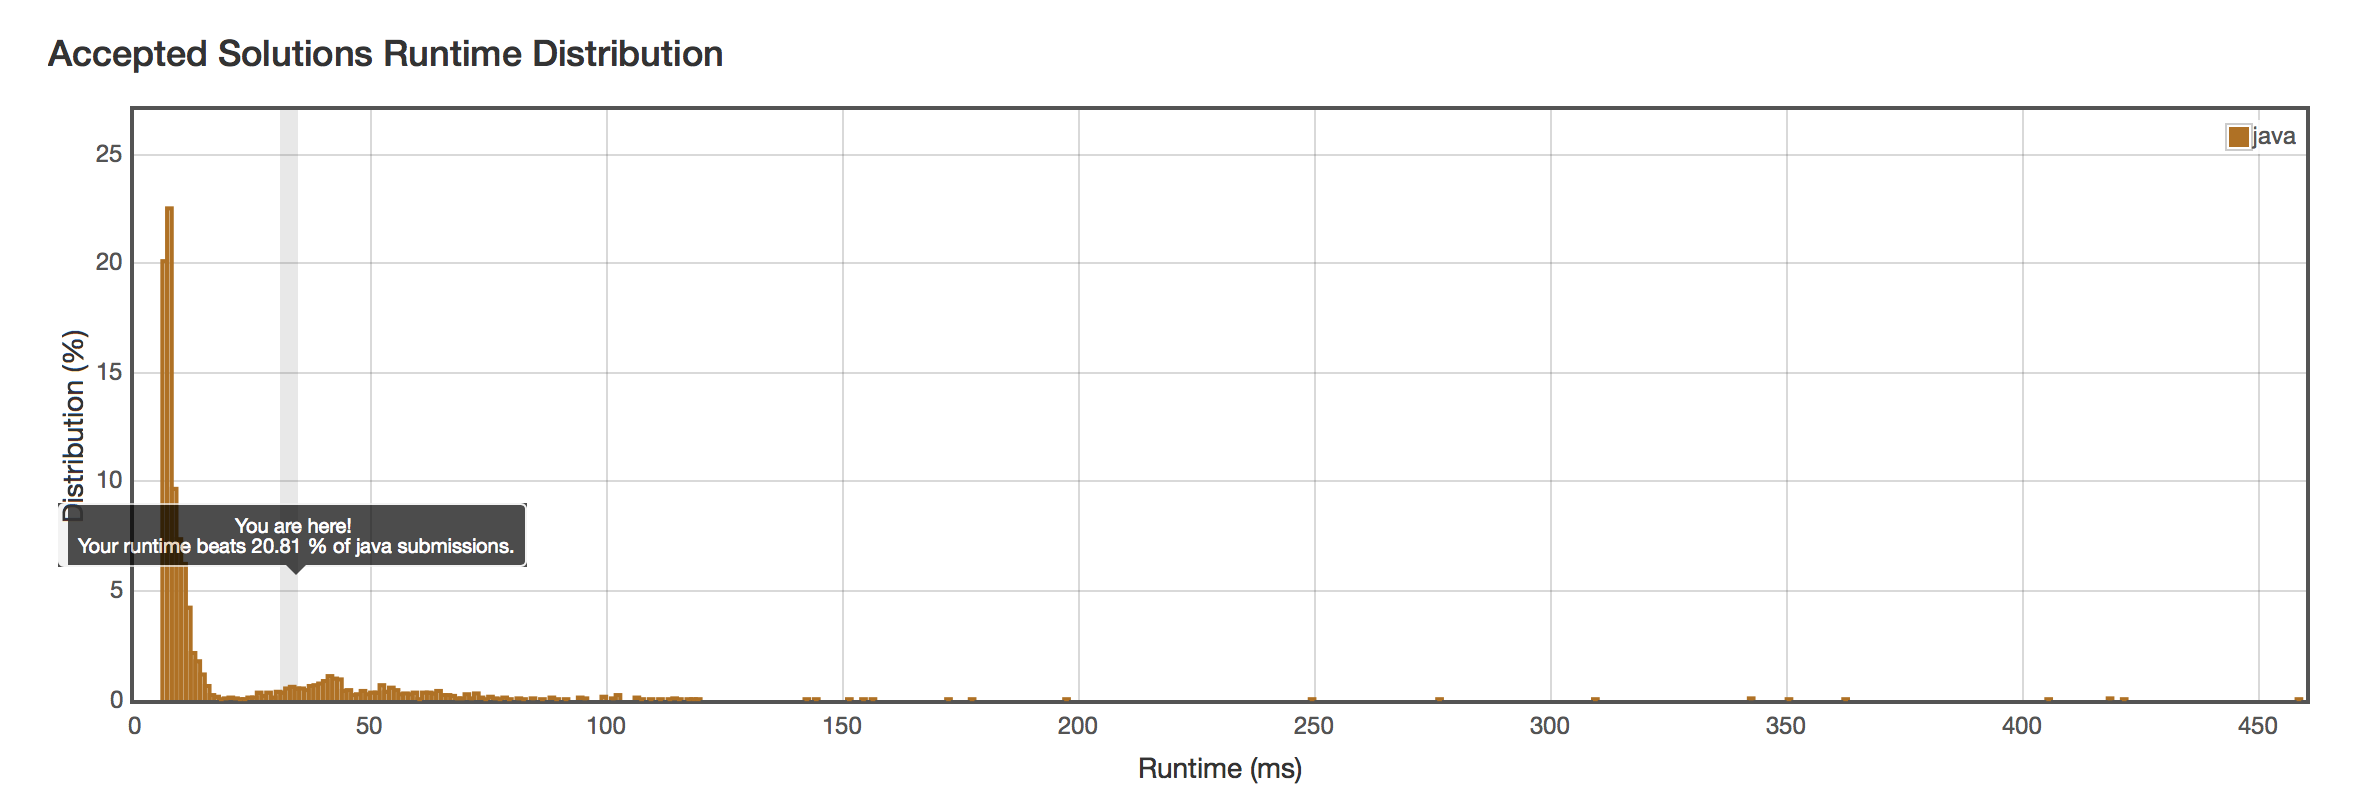 Accepted Solutions Runtime Distribution
java
Distribution (%)
25
20
15
10
5
0
You are here!
Your runtime beats 20.81 % of java submissions.
0 50 100 150 200 250 300 350 400 450
Runtime (ms)